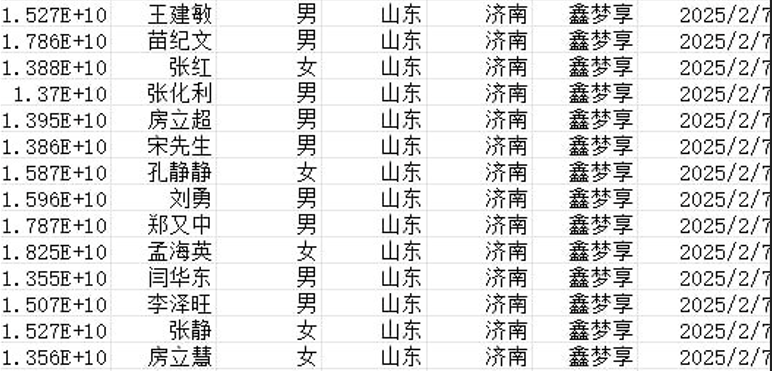 1.527E+10 王建敏 男 山东 济南 鑫梦享 2025/2/7
1.786E+10 苗纪文 男 山东 济南 鑫梦享 2025/2/7
1.388E+10 张红 女 山东 济南 鑫梦享 2025/2/7
1.37E+10 张化利 男 山东 济南 鑫梦享 2025/2/7
1.395E+10 房立超 男 山东 济南 鑫梦享 2025/2/7
1.386E+10 宋先生 男 山东 济南 鑫梦享 2025/2/7
1.587E+10 孔静静 女 山东 济南 鑫梦享 2025/2/7
1.596E+10 刘勇 男 山东 济南 鑫梦享 2025/2/7
1.787E+10 郑又中 男 山东 济南 鑫梦享 2025/2/7
1.825E+10 孟海英 女 山东 济南 鑫梦享 2025/2/7
1.355E+10 闫华东 男 山东 济南 鑫梦享 2025/2/7
1.507E+10 李泽旺 男 山东 济南 鑫梦享 2025/2/7
1.527E+10 张静 女 山东 济南 鑫梦享 2025/2/7
1.356E+10 房立慧 女 山东 济南 鑫梦享 2025/2/7